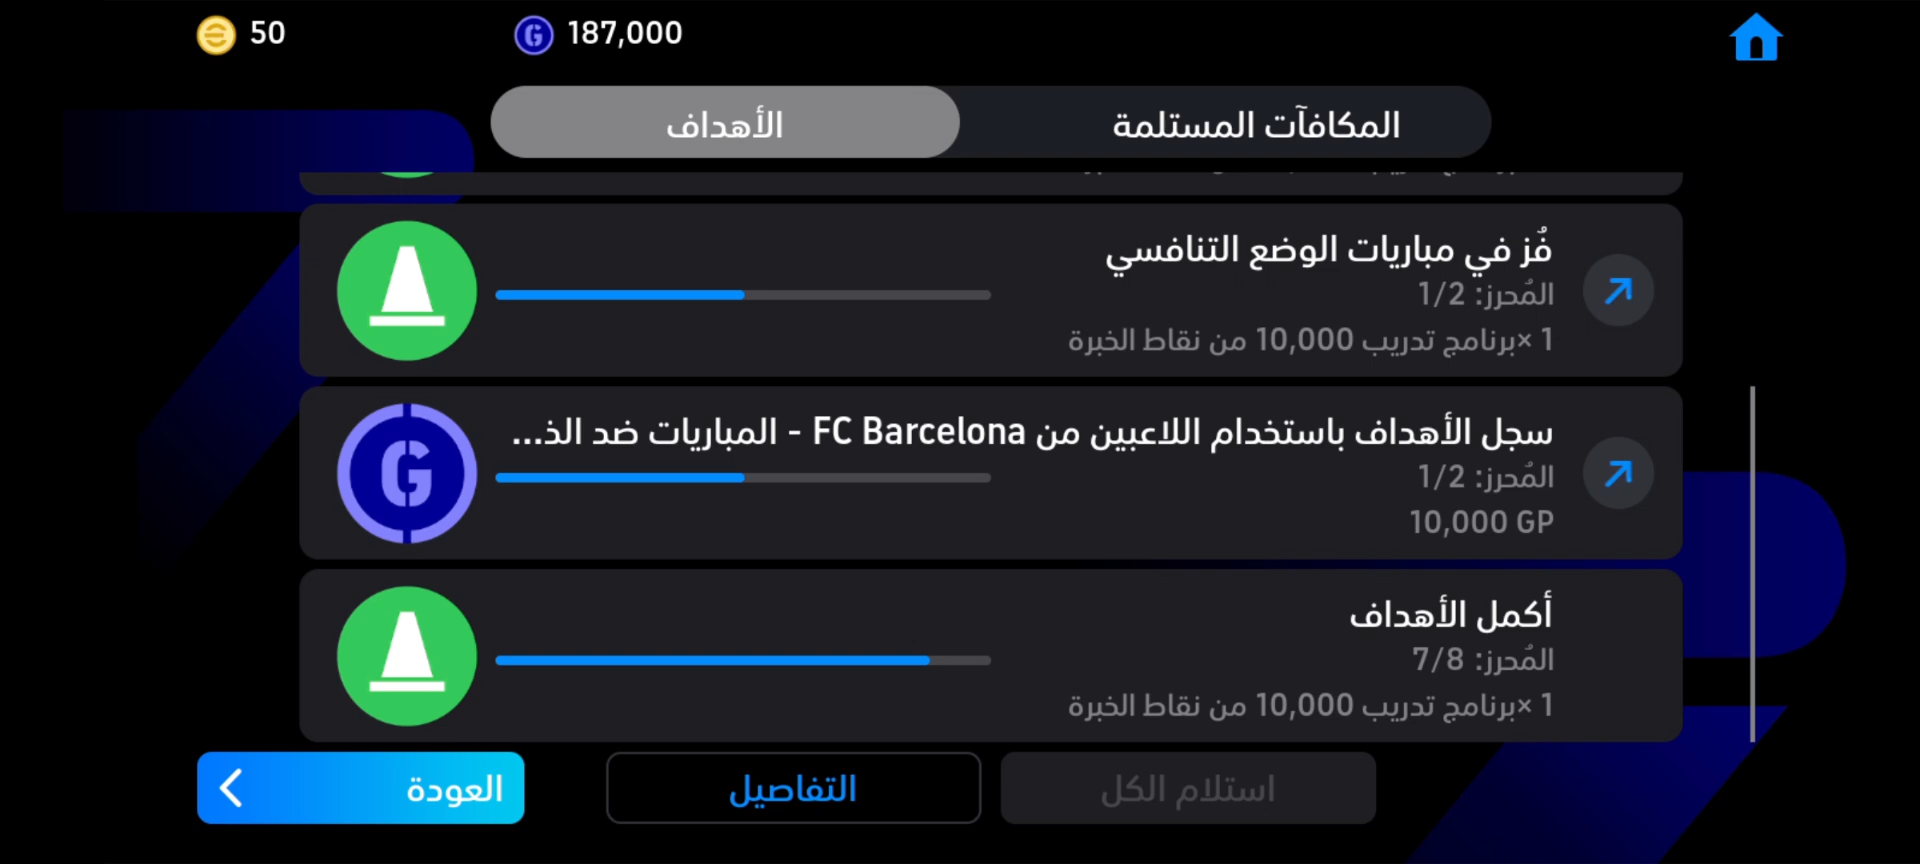 50
187,000
المكافآت المستلمة
الأهداف
فُز في مباريات الوضع التنافسي
المُحرز: 1/2
1 ×برنامج تدريب 10,000 من نقاط الخبرة
سجل الأهداف باستخدام اللاعبين من FC Barcelona - المباريات ضد الذ...
المُحرز: 1/2
10,000 GP
أكمل الأهداف
المُحرز: 7/8
1 ×برنامج تدريب 10,000 من نقاط الخبرة
استلام الكل
التفاصيل
العودة